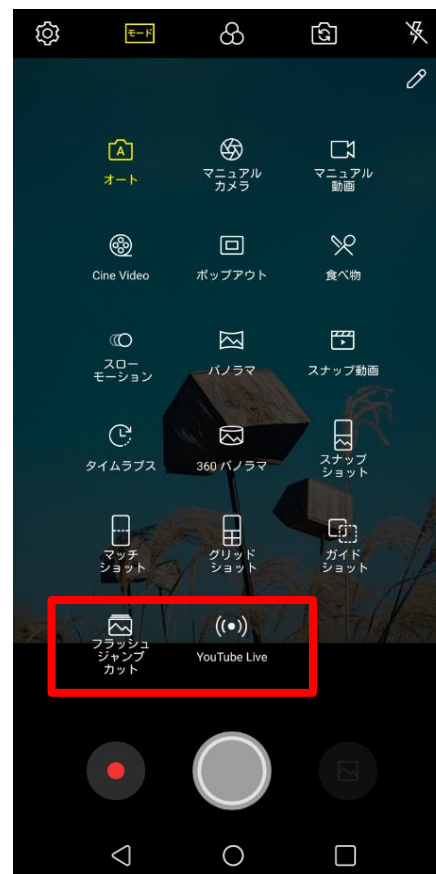 モード
A
オート
マニュアル
カメラ
マニュアル
動画
Cine Video
ポップアウト
食べ物
スロー
モーション
パノラマ
スナップ動画
タイムラプス
360 パノラマ
スナップ
ショット
マッチ
ショット
グリッド
ショット
ガイド
ショット
フラッシュ
ジャンプ
カット
YouTube Live